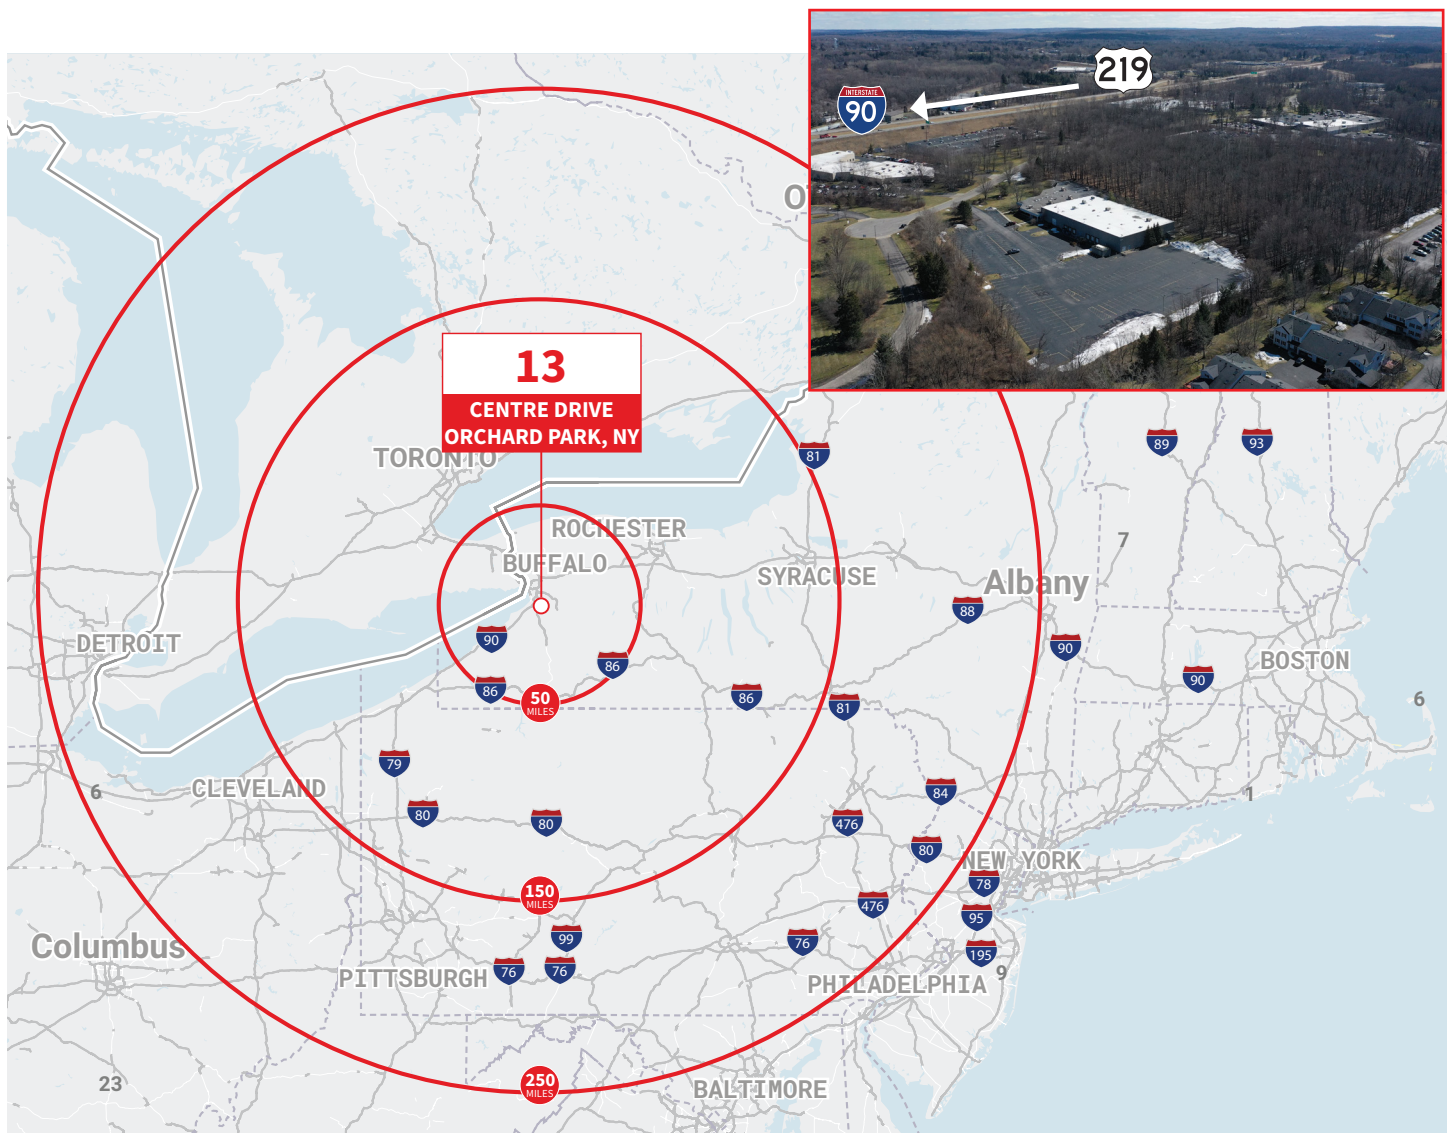 INTERSTATE
90
219
O
13
CENTRE DRIVE
ORCHARD PARK, NY
TORONTO
81
89
93
ROCHESTER
7
BUFFALO
SYRACUSE
Albany
88
DETROIT
90
90
BOSTON
86
86
90
86
50
MILES
81
6
79
CLEVELAND
6
84
1
80
80
476
80
NEW YORK
78
150
MILES
476
95
99
Columbus
76
195
PITTSBURGH
76
76
PHILADELPHIA
9
23
250
MILES
BALTIMORE